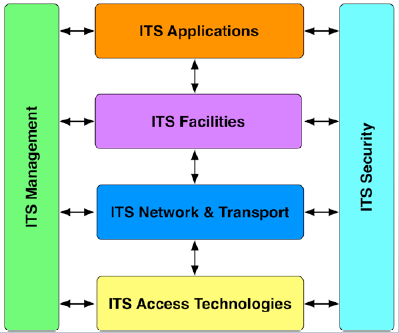 ITS Applications
ITS Facilities
ITS Management
ITS Security
ITS Network & Transport
ITS Access Technologies